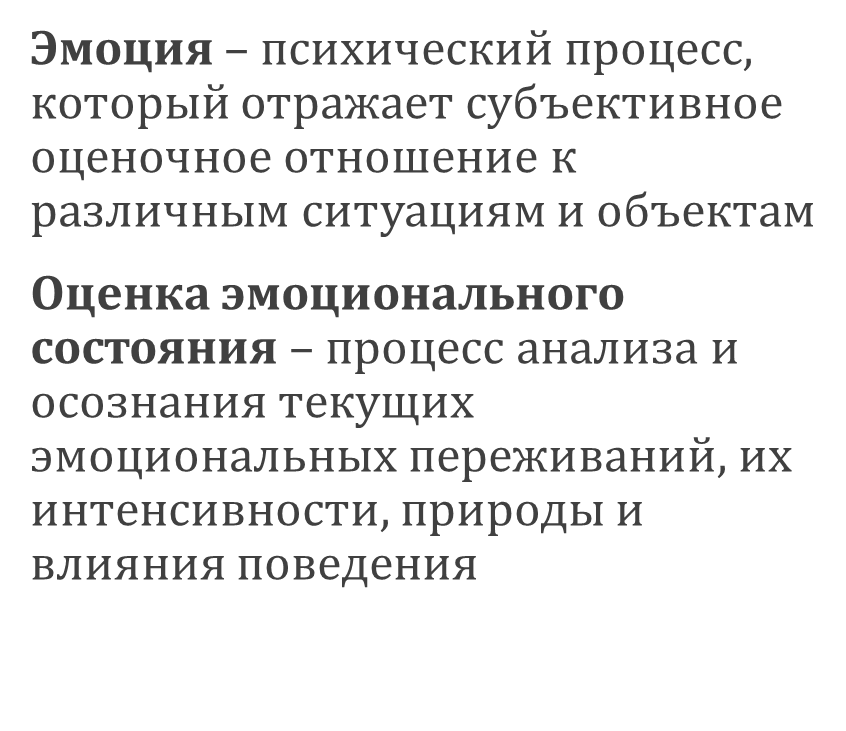 Эмоция – психический процесс,
который отражает субъективное
оценочное отношение к
различным ситуациям и объектам
Оценка эмоционального
состояния – процесс анализа и
осознания текущих
эмоциональных переживаний, их
интенсивности, природы и
влияния поведения